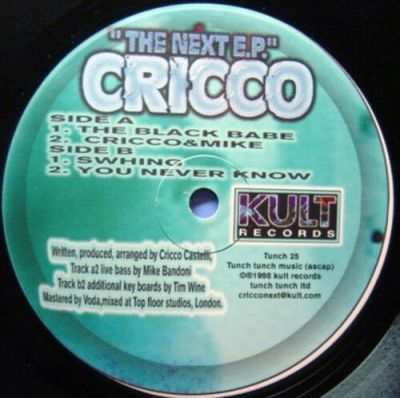 "THE NEXT E.P."
CRICCO
SIDE A
1. THE BLACK BABE
2. CRICCO&MIKE
SIDE B
1. SWHING
2. YOU NEVER KNOW
KULT
RECORDS
Written, produced, arranged by Cricco Castelli,
Track a2 live bass by Mike Bandoni
Track b2 additional key boards by Tim Wine
Mastered by Voda,mixed at Top floor studios, London.
Tunch 25
Tunch tunch music (ascap)
©℗1998 kult records
tunch tunch ltd
cricconext@kult.com